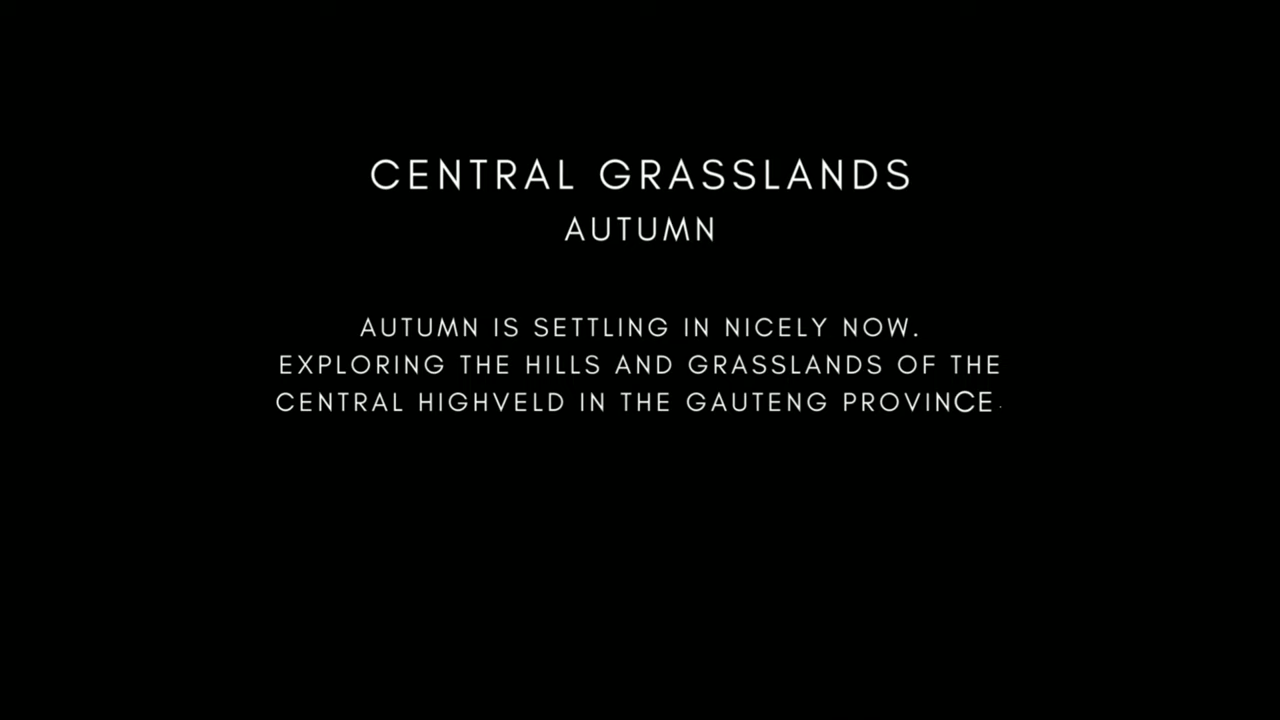 CENTRAL GRASSLANDS
AUTUMN
AUTUMN IS SETTLING IN NICELY NOW.
EXPLORING THE HILLS AND GRASSLANDS OF THE
CENTRAL HIGHVELD IN THE GAUTENG PROVINCE.